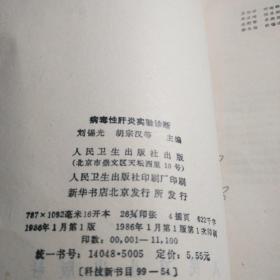 病毒性肝炎实验诊断
刘锡光 胡宗汉等 主编
人民卫生出版社出版
(北京市崇文区天坛西里10号)
人民卫生出版社印刷厂印刷
新华书店北京发行所发行
787×1092毫米16开本 26¾印张 4插页 622千字
1986年1月第1版 1986年1月第1版第1次印刷
印数：00,001—11,100
统一书号：14048·5005 定价：5.55元
〔科技新书目99—54〕